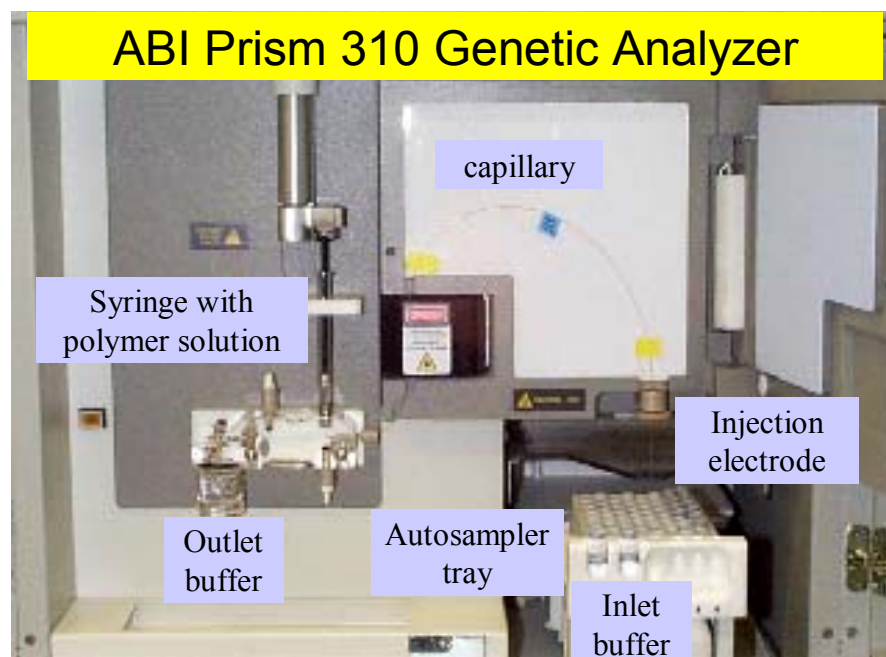 ABI Prism 310 Genetic Analyzer
capillary
Syringe with
polymer solution
Injection
electrode
Outlet
buffer
Autosampler
tray
Inlet
buffer